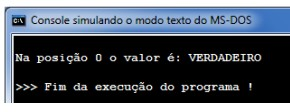 Console simulando o modo texto do MS-DOS
Na posição 0 o valor é: VERDADEIRO
>>> Fim da execução do programa !